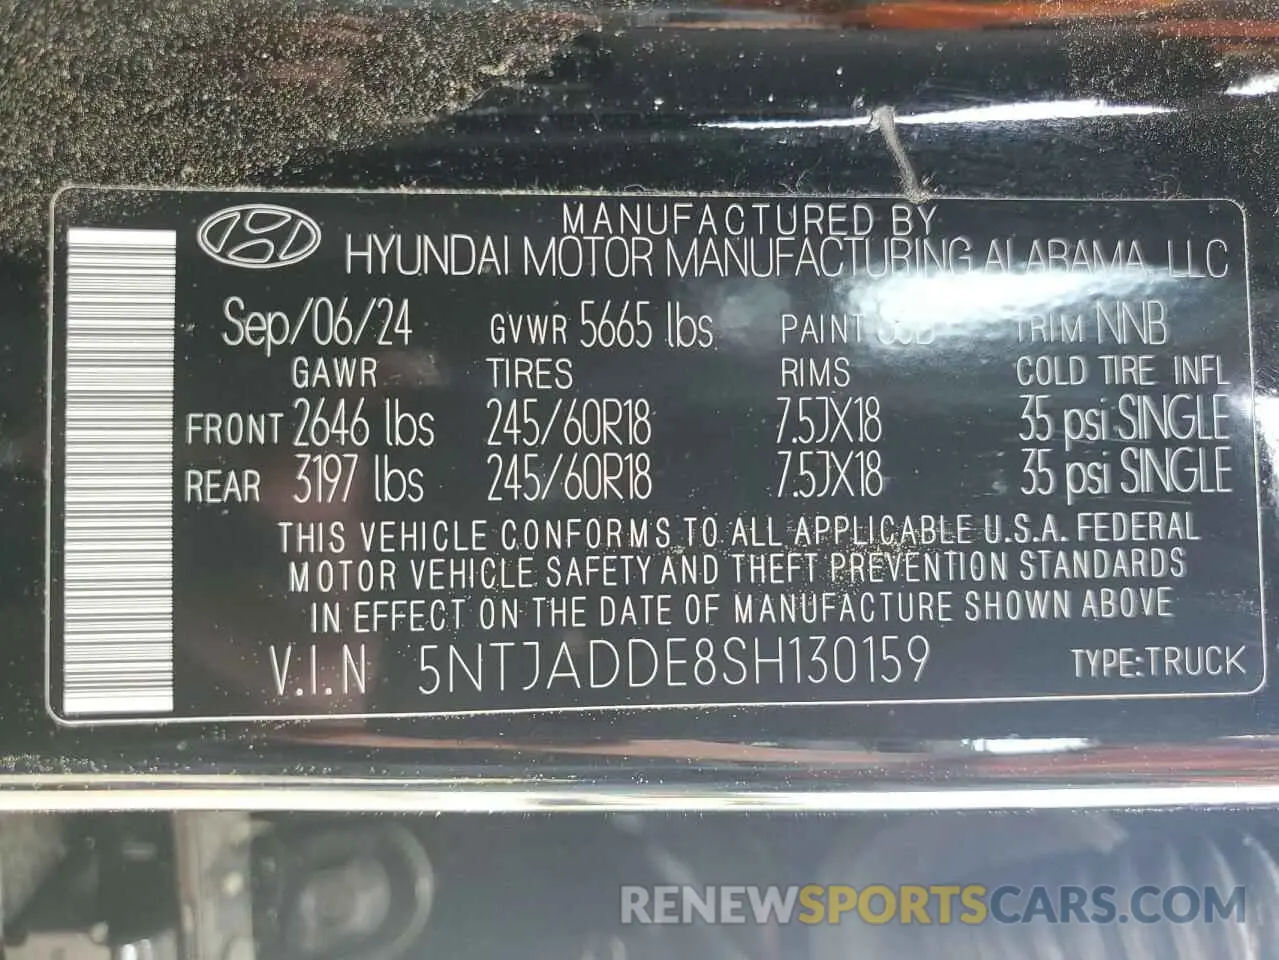 MANUFACTURED BY
HYUNDAI MOTOR MANUFACTURING ALABAMA, LLC
Sep/06/24 GVWR 5665 lbs PAINT TRIM NNB
GAWR TIRES RIMS COLD TIRE INFL
FRONT 2646 lbs 245/60R18 7.5JX18 35 psi SINGLE
REAR 3197 lbs 245/60R18 7.5JX18 35 psi SINGLE
THIS VEHICLE CONFORMS TO ALL APPLICABLE U.S.A. FEDERAL
MOTOR VEHICLE SAFETY AND THEFT PREVENTION STANDARDS
IN EFFECT ON THE DATE OF MANUFACTURE SHOWN ABOVE
V.I.N 5NTJADDE8SH130159 TYPE:TRUCK
RENEWSPORTSCARS.COM